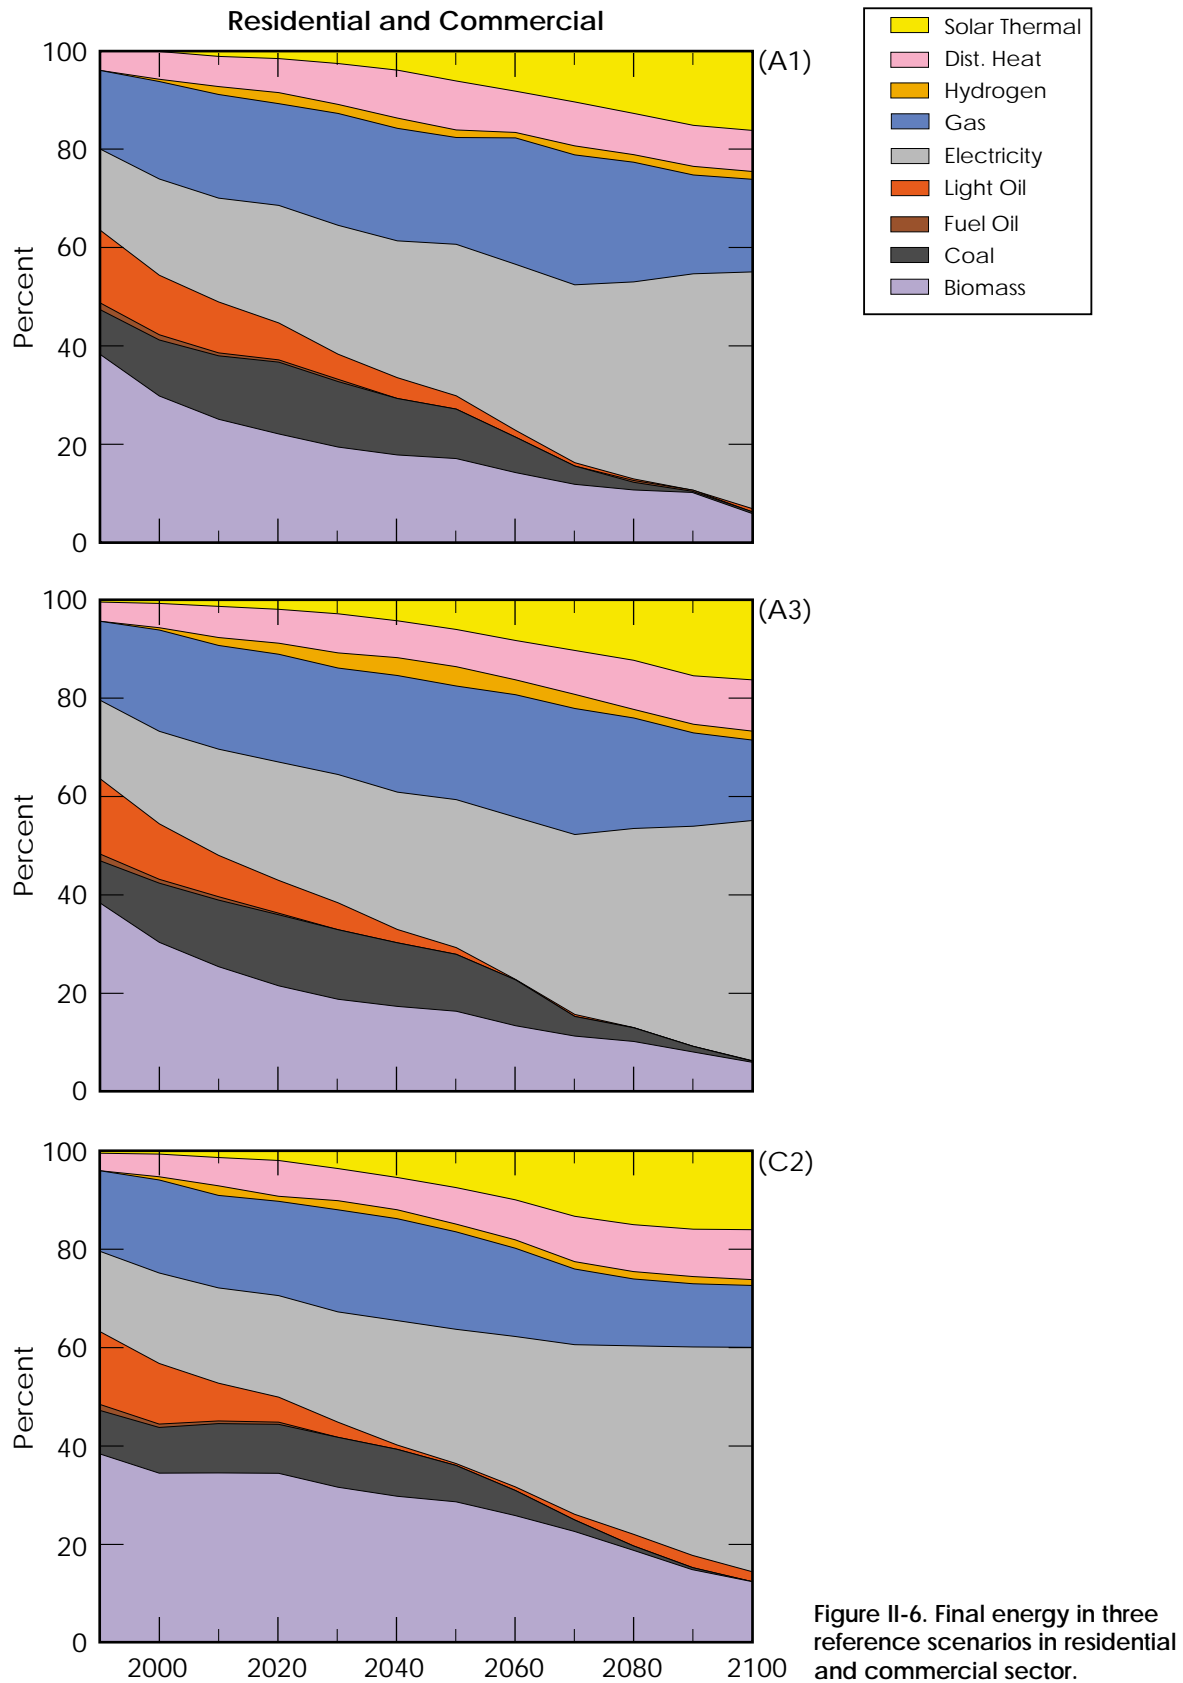 Residential and Commercial
100
80
60
40
20
0
Percent
(A1)
Solar Thermal
Dist. Heat
Hydrogen
Gas
Electricity
Light Oil
Fuel Oil
Coal
Biomass
100
80
60
40
20
0
Percent
(A3)
100
80
60
40
20
0
Percent
(C2)
2000 2020 2040 2060 2080 2100
Figure II-6. Final energy in three
reference scenarios in residential
and commercial sector.